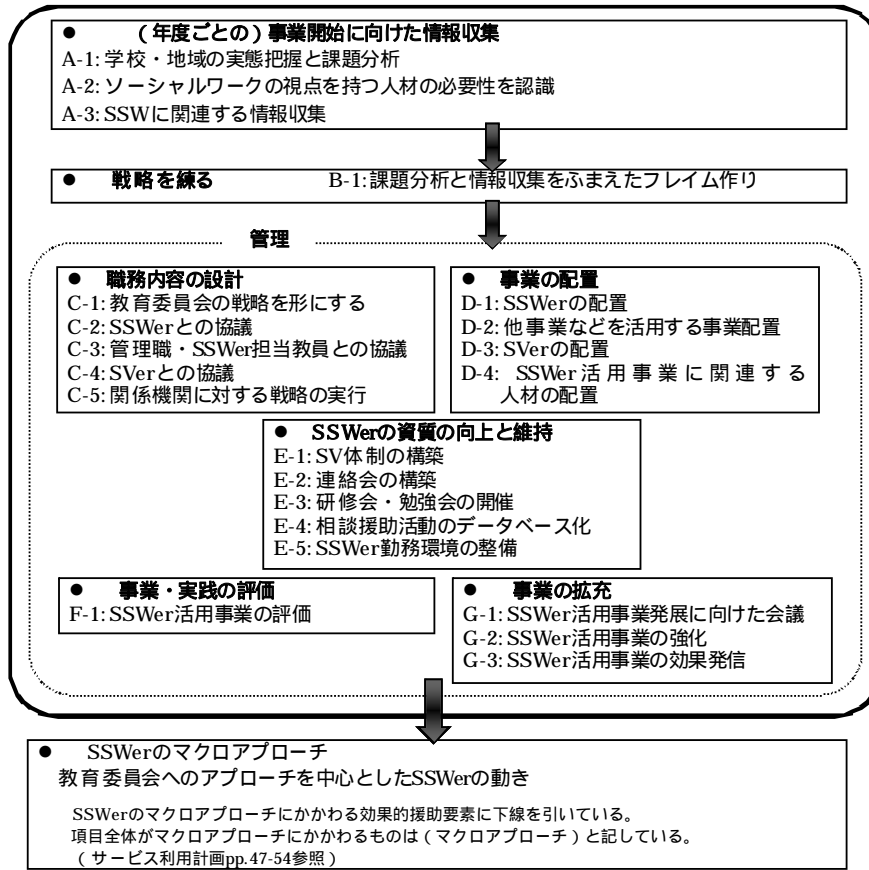 ● （年度ごとの）事業開始に向けた情報収集
A-1:学校・地域の実態把握と課題分析
A-2:ソーシャルワークの視点を持つ人材の必要性を認識
A-3:SSWに関連する情報収集
● 戦略を練る B-1:課題分析と情報収集をふまえたフレイム作り
管理
● 職務内容の設計
C-1:教育委員会の戦略を形にする
C-2:SSWerとの協議
C-3:管理職・SSWer担当教員との協議
C-4:SVerとの協議
C-5:関係機関に対する戦略の実行
● 事業の配置
D-1:SSWerの配置
D-2:他事業などを活用する事業配置
D-3:SVerの配置
D-4: SSWer活用事業に関連する
人材の配置
● SSWerの資質の向上と維持
E-1:SV体制の構築
E-2:連絡会の構築
E-3:研修会・勉強会の開催
E-4:相談援助活動のデータベース化
E-5:SSWer勤務環境の整備
● 事業・実践の評価
F-1:SSWer活用事業の評価
● 事業の拡充
G-1:SSWer活用事業発展に向けた会議
G-2:SSWer活用事業の強化
G-3:SSWer活用事業の効果発信
● SSWerのマクロアプローチ
教育委員会へのアプローチを中心としたSSWerの動き
SSWerのマクロアプローチにかかわる効果的援助要素に下線を引いている。
項目全体がマクロアプローチにかかわるものは（マクロアプローチ）と記している。
（サービス利用計画pp.47-54参照）